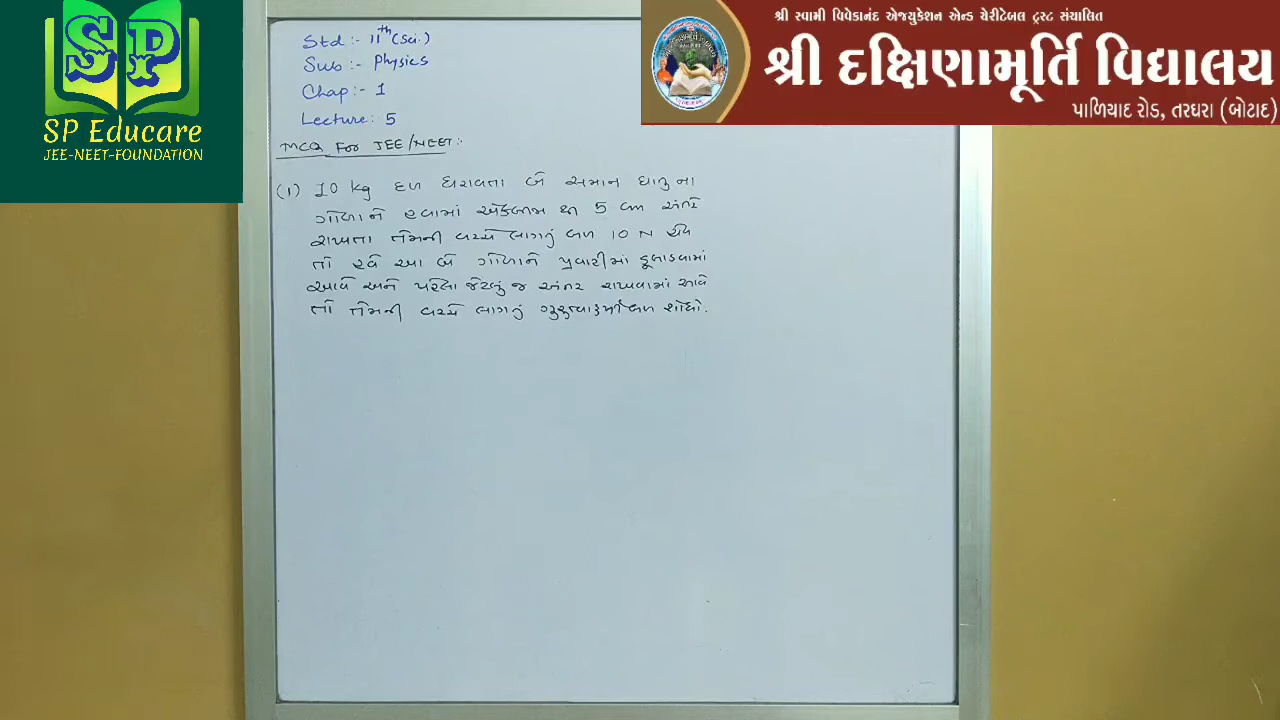 SP
SP Educare
JEE-NEET-FOUNDATION
શ્રી સ્વામી વિવેકાનંદ એજયુકેશન એન્ડ ચેરીટેબલ ટ્રસ્ટ સંચાલિત
શ્રી દક્ષિણામૂર્તિ વિદ્યાલય
પાળિયાદ રોડ, તરઘરા (બોટાદ)
Std :- 11th (Sci.)
Sub :- Physics
Chap :- 1
Lecture: 5
MCQ For JEE/NEET:-
(1) 10 kg દળ ધરાવતા બે સમાન ધાતુના
ગોળાને હવામાં એકબીજા થી 5 cm અંતરે
રાખતા તેમની વચ્ચે લાગતું બળ 10 N હોય
તો હવે આ બે ગોળાને પ્રવાહીમાં ડૂબાડવામાં
આવે અને પહેલા જેટલું જ અંતર રાખવામાં આવે
તો તેમની વચ્ચે લાગતું ગુરુત્વાકર્ષીબળ શોધો.